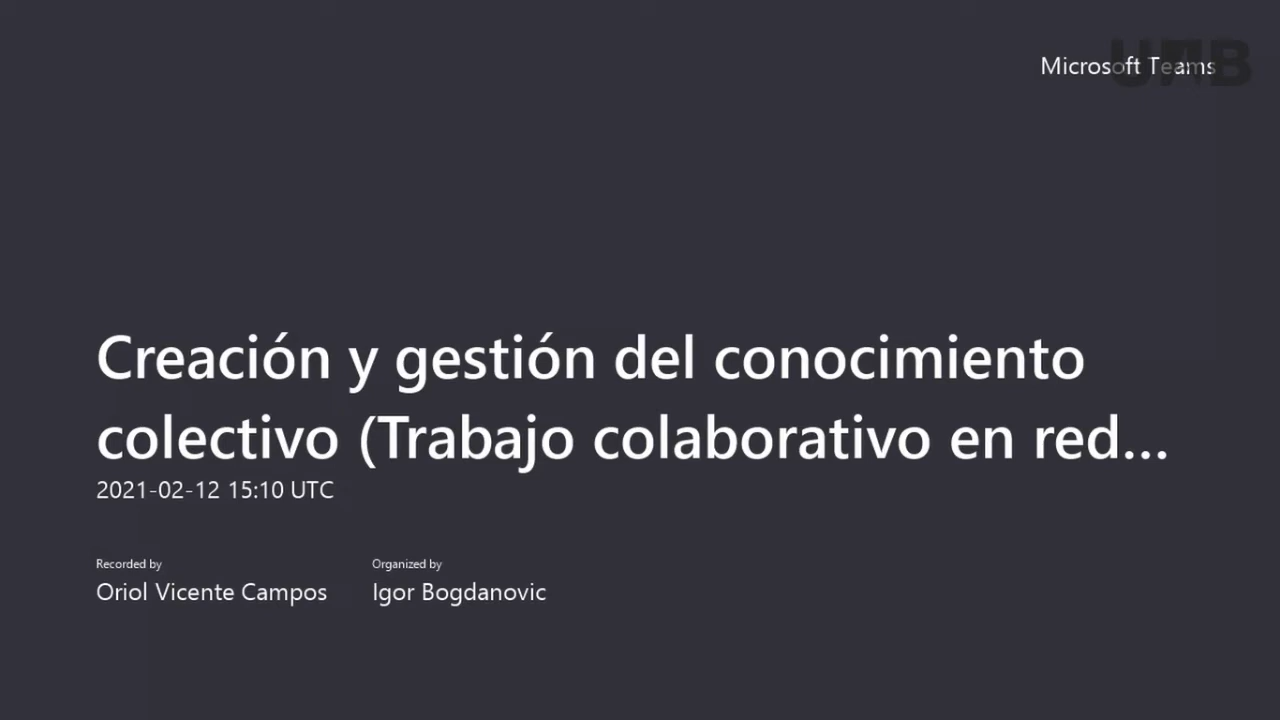 Microsoft Teams
UAB
Creación y gestión del conocimiento
colectivo (Trabajo colaborativo en red...
2021-02-12 15:10 UTC
Recorded by
Organized by
Oriol Vicente Campos
Igor Bogdanovic